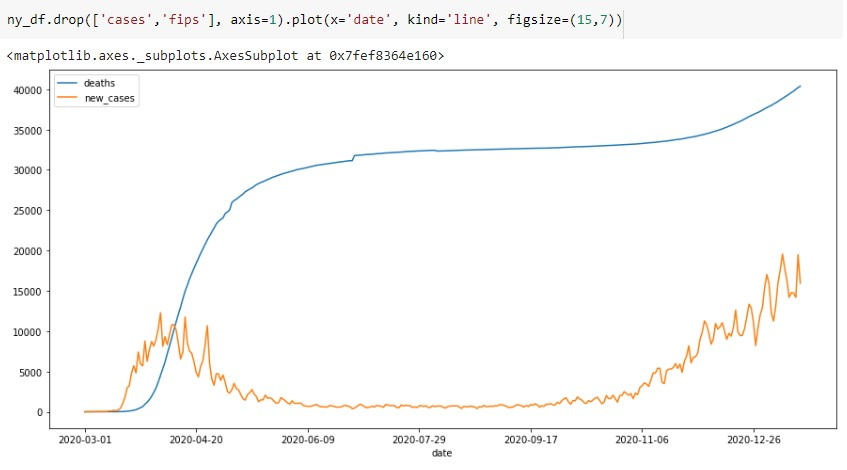 ny_df.drop(['cases','fips'], axis=1).plot(x='date', kind='line', figsize=(15,7))
<matplotlib.axes._subplots.AxesSubplot at 0x7fef8364e160>
deaths
new_cases
40000
35000
30000
25000
20000
15000
10000
5000
0
2020-03-01 2020-04-20 2020-06-09 2020-07-29 2020-09-17 2020-11-06 2020-12-26
date